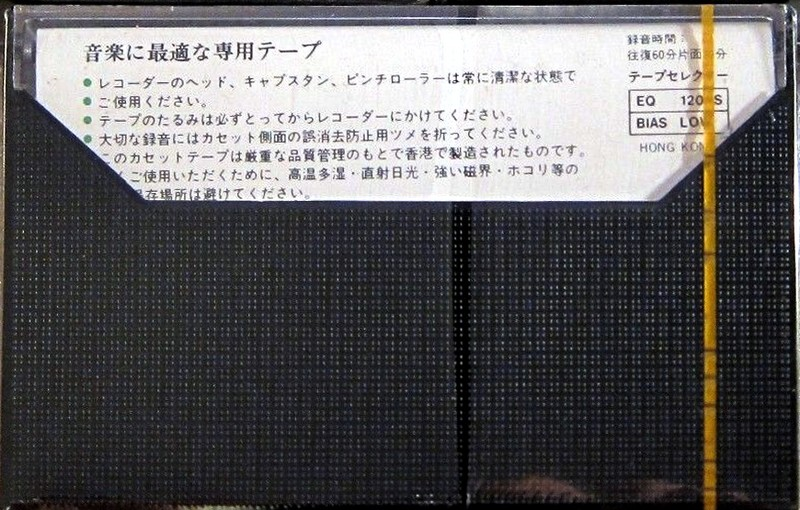 音楽に最適な専用テープ
レコーダーのヘッド、キャプスタン、ピンチローラーは常に清潔な状態で
ご使用ください。
テープのたるみは必ずとってからレコーダーにかけてください。
大切な録音にはカセット側面の誤消去防止用ツメを折ってください。
このカセットテープは厳重な品質管理のもとで香港で製造されたものです。
ご使用いただくために、高温多湿・直射日光・強い磁界・ホコリ等の
保存場所は避けてください。
録音時間:
往復60分片面 分
テープセレクター
EQ 120 S
BIAS LOW
HONG KON